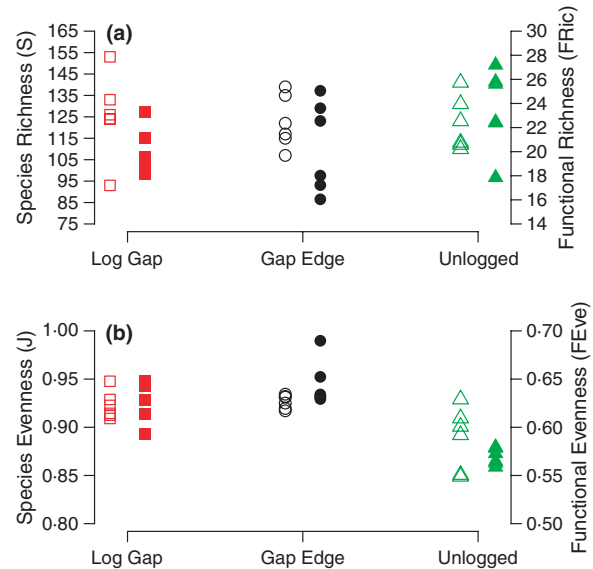 (a)
Species Richness (S)
165
155
145
135
125
115
105
95
85
75
30
28
26
24
22
20
18
16
14
Functional Richness (FRic)
Log Gap
Gap Edge
Unlogged
(b)
Species Evenness (J)
1·00
0·95
0·90
0·85
0·80
0·70
0·65
0·60
0·55
0·50
Functional Evenness (FEve)
Log Gap
Gap Edge
Unlogged